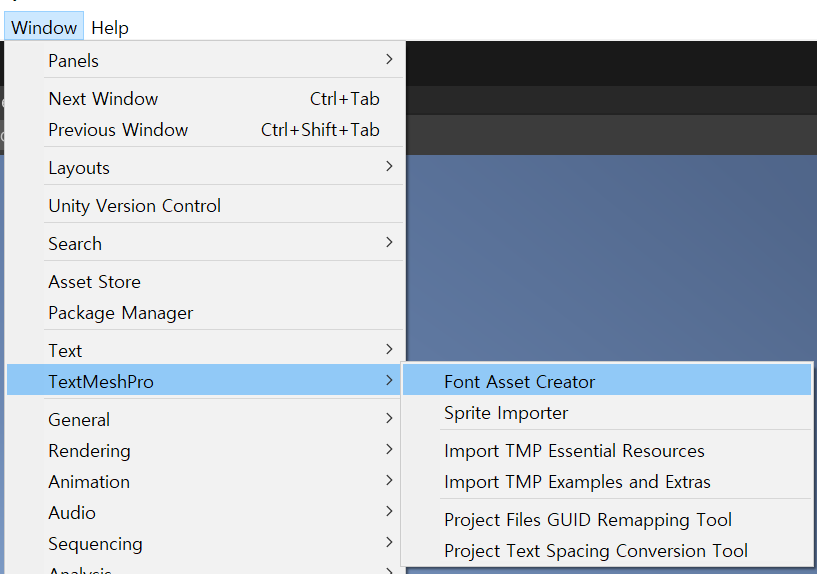 Window Help
Panels
Next Window Ctrl+Tab
Previous Window Ctrl+Shift+Tab
Layouts
Unity Version Control
Search
Asset Store
Package Manager
Text
TextMeshPro
Font Asset Creator
Sprite Importer
Import TMP Essential Resources
Import TMP Examples and Extras
Project Files GUID Remapping Tool
Project Text Spacing Conversion Tool
General
Rendering
Animation
Audio
Sequencing
Analysis